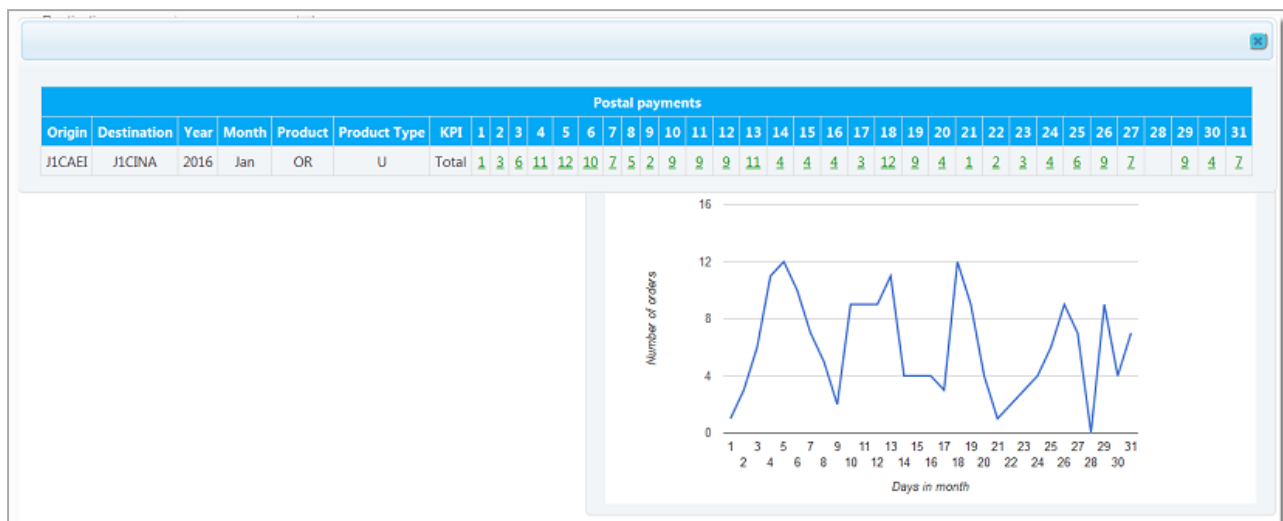 Postal payments
Origin Destination Year Month Product Product Type KPI 1 2 3 4 5 6 7 8 9 10 11 12 13 14 15 16 17 18 19 20 21 22 23 24 25 26 27 28 29 30 31
J1CAEI J1CINA 2016 Jan OR U Total 1 3 6 11 12 10 7 5 2 9 9 9 11 4 4 4 3 12 9 4 1 2 3 4 6 9 7 9 4 7
16
12
8
4
0
Number of orders
1 3 5 7 9 11 13 15 17 19 21 23 25 27 29 31
2 4 6 8 10 12 14 16 18 20 22 24 26 28 30
Days in month